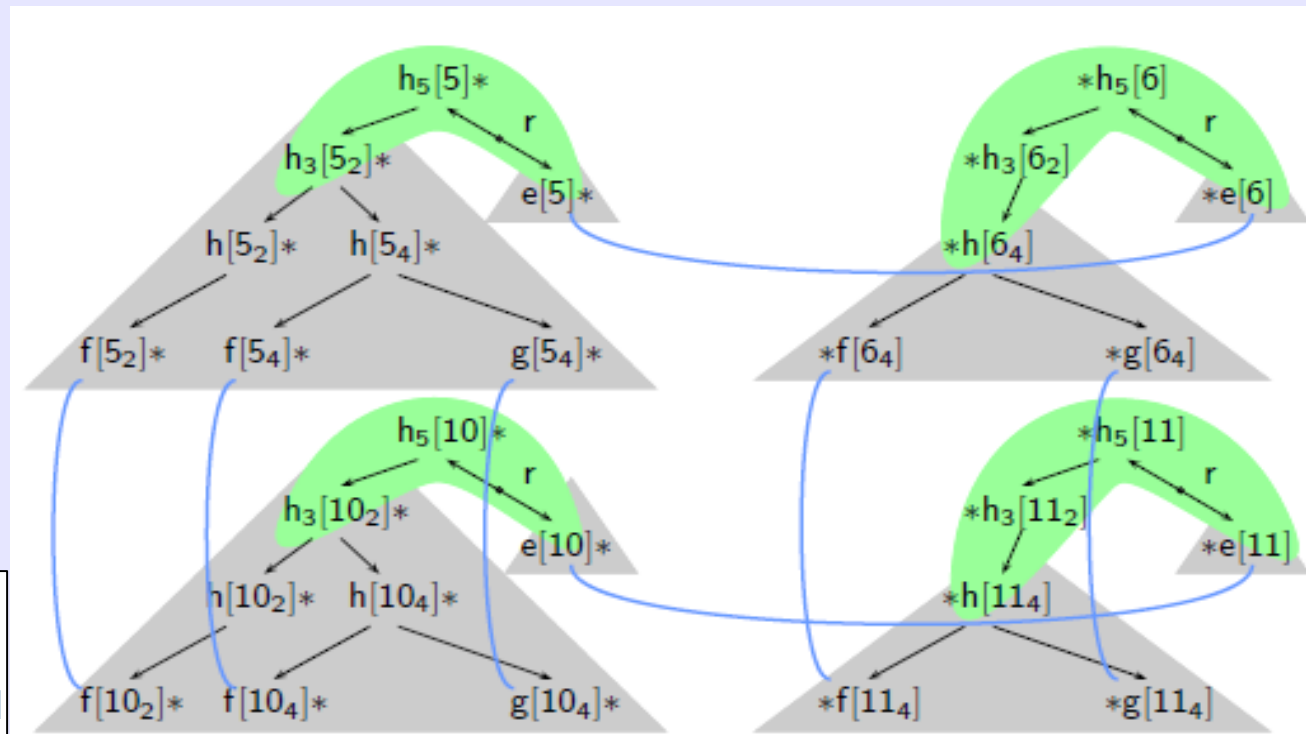 h₅[5]* *h₅[6]
r r
h₃[5₂]* *h₃[6₂]
e[5]* *e[6]
h[5₂]* h[5₄]* *h[6₄]
f[5₂]* f[5₄]* g[5₄]* *f[6₄] *g[6₄]
h₅[10]* *h₅[11]
r r
h₃[10₂]* *h₃[11₂]
e[10]* *e[11]
h[10₂]* h[10₄]* *h[11₄]
f[10₂]* f[10₄]* g[10₄]* *f[11₄] *g[11₄]